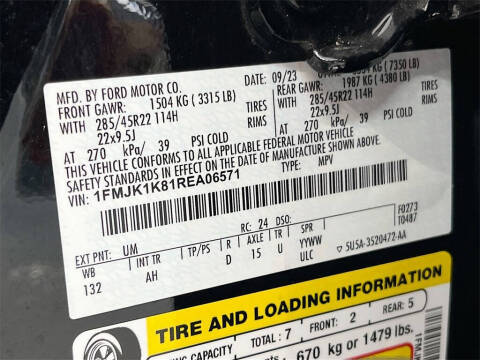 MFD. BY FORD MOTOR CO.
09/23
KG (7350 LB)
FRONT GAWR: 1504 KG (3315 LB)
REAR GAWR: 1987 KG (4380 LB)
WITH 285/45R22 114H TIRES
WITH 285/45R22 114H TIRES
22x9.5J RIMS
22x9.5J RIMS
AT 270 kPa/ 39 PSI COLD
AT 270 kPa/ 39 PSI COLD
THIS VEHICLE CONFORMS TO ALL APPLICABLE FEDERAL MOTOR VEHICLE
SAFETY STANDARDS IN EFFECT ON THE DATE OF MANUFACTURE SHOWN ABOVE.
VIN: 1FMJK1K81REA06571
TYPE: MPV
EXT PNT: UM RC: 24 DSO: F0273
WB INT TR TP/PS R AXLE TR SPR T0487
132 AH D 15 U YYWW
ULC ▽ 5U5A-3520472-AA
TIRE AND LOADING INFORMATION
TOTAL: 7 FRONT: 2 REAR: 5
670 kg or 1479 lbs.